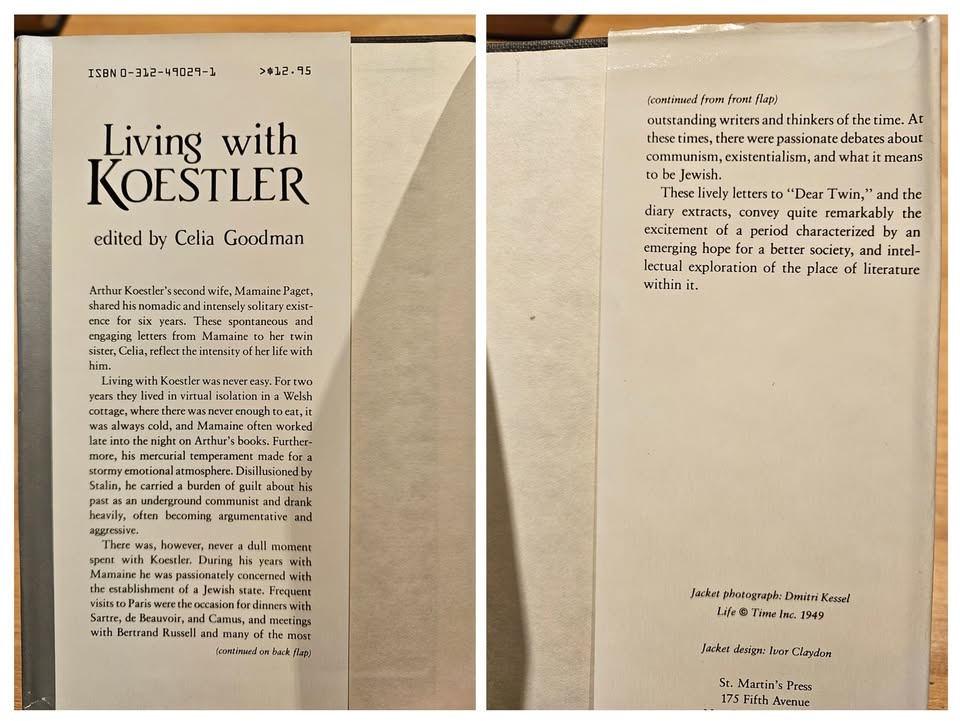 ISBN 0-312-49029-1 >$12.95
Living with
KOESTLER
edited by Celia Goodman
Arthur Koestler's second wife, Mamaine Paget,
shared his nomadic and intensely solitary exist-
ence for six years. These spontaneous and
engaging letters from Mamaine to her twin
sister, Celia, reflect the intensity of her life with
him.
Living with Koestler was never easy. For two
years they lived in virtual isolation in a Welsh
cottage, where there was never enough to eat, it
was always cold, and Mamaine often worked
late into the night on Arthur's books. Further-
more, his mercurial temperament made for a
stormy emotional atmosphere. Disillusioned by
Stalin, he carried a burden of guilt about his
past as an underground communist and drank
heavily, often becoming argumentative and
aggressive.
There was, however, never a dull moment
spent with Koestler. During his years with
Mamaine he was passionately concerned with
the establishment of a Jewish state. Frequent
visits to Paris were the occasion for dinners with
Sartre, de Beauvoir, and Camus, and meetings
with Bertrand Russell and many of the most
(continued on back flap)
(continued from front flap)
outstanding writers and thinkers of the time. At
these times, there were passionate debates about
communism, existentialism, and what it means
to be Jewish.
These lively letters to “Dear Twin,” and the
diary extracts, convey quite remarkably the
excitement of a period characterized by an
emerging hope for a better society, and intel-
lectual exploration of the place of literature
within it.
Jacket photograph: Dmitri Kessel
Life © Time Inc. 1949
Jacket design: Ivor Claydon
St. Martin's Press
175 Fifth Avenue